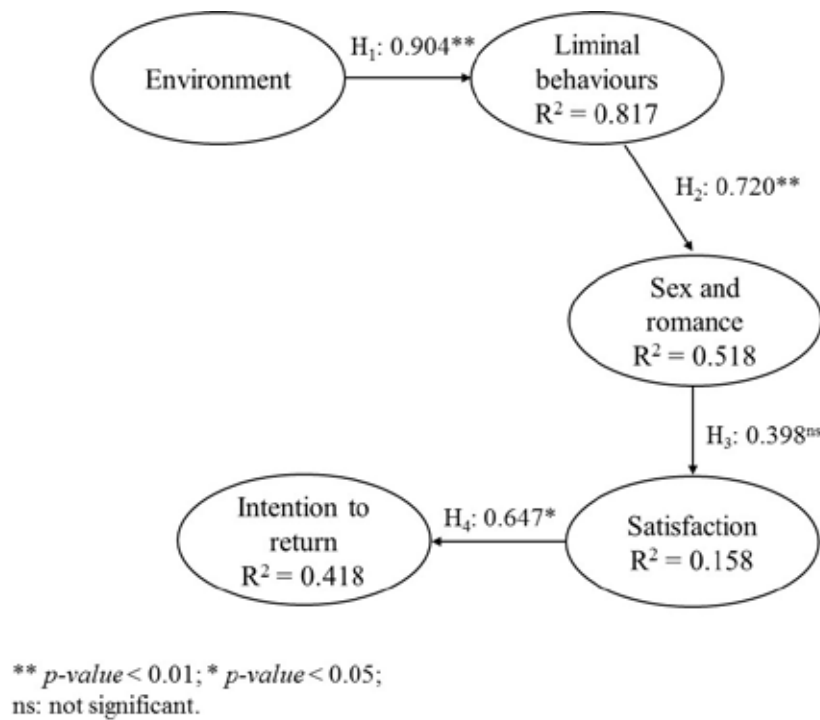 H₁: 0.904**
Environment
Liminal
behaviours
R² = 0.817
H₂: 0.720**
Sex and
romance
R² = 0.518
H₃: 0.398ⁿˢ
Intention to
return
R² = 0.418
H₄: 0.647*
Satisfaction
R² = 0.158
** p-value < 0.01; * p-value < 0.05;
ns: not significant.